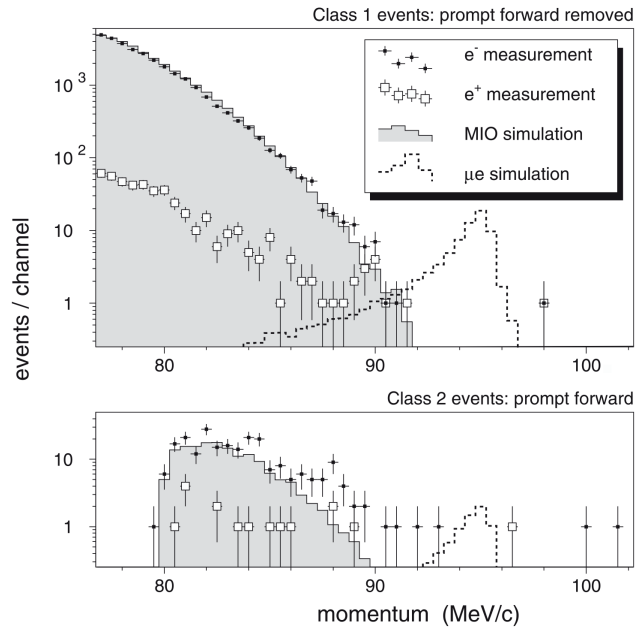 Class 1 events: prompt forward removed
e⁻ measurement
e⁺ measurement
MIO simulation
μe simulation
10³
10²
10
1
events / channel
80 90 100
Class 2 events: prompt forward
10
1
80 90 100
momentum (MeV/c)